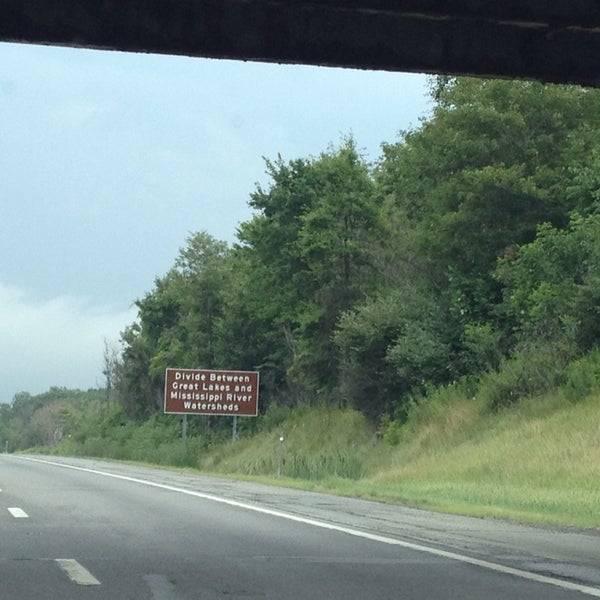 Divide Between
Great Lakes and
Mississippi River
Watersheds